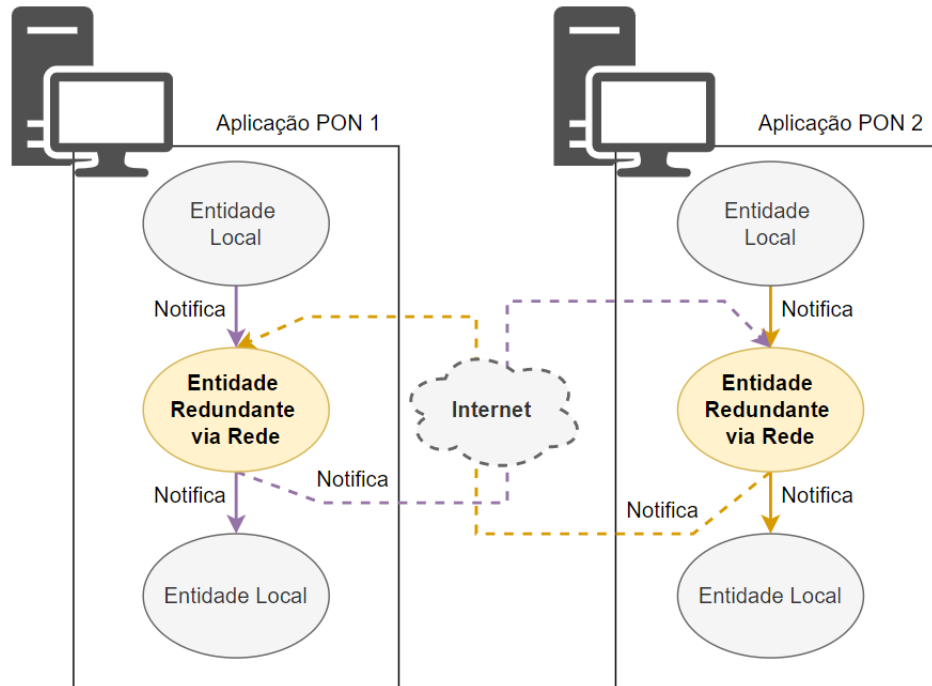 Aplicação PON 1
Aplicação PON 2
Entidade
Local
Entidade
Local
Notifica
Notifica
Entidade
Redundante
via Rede
Internet
Entidade
Redundante
via Rede
Notifica
Notifica
Notifica
Notifica
Entidade Local
Entidade Local